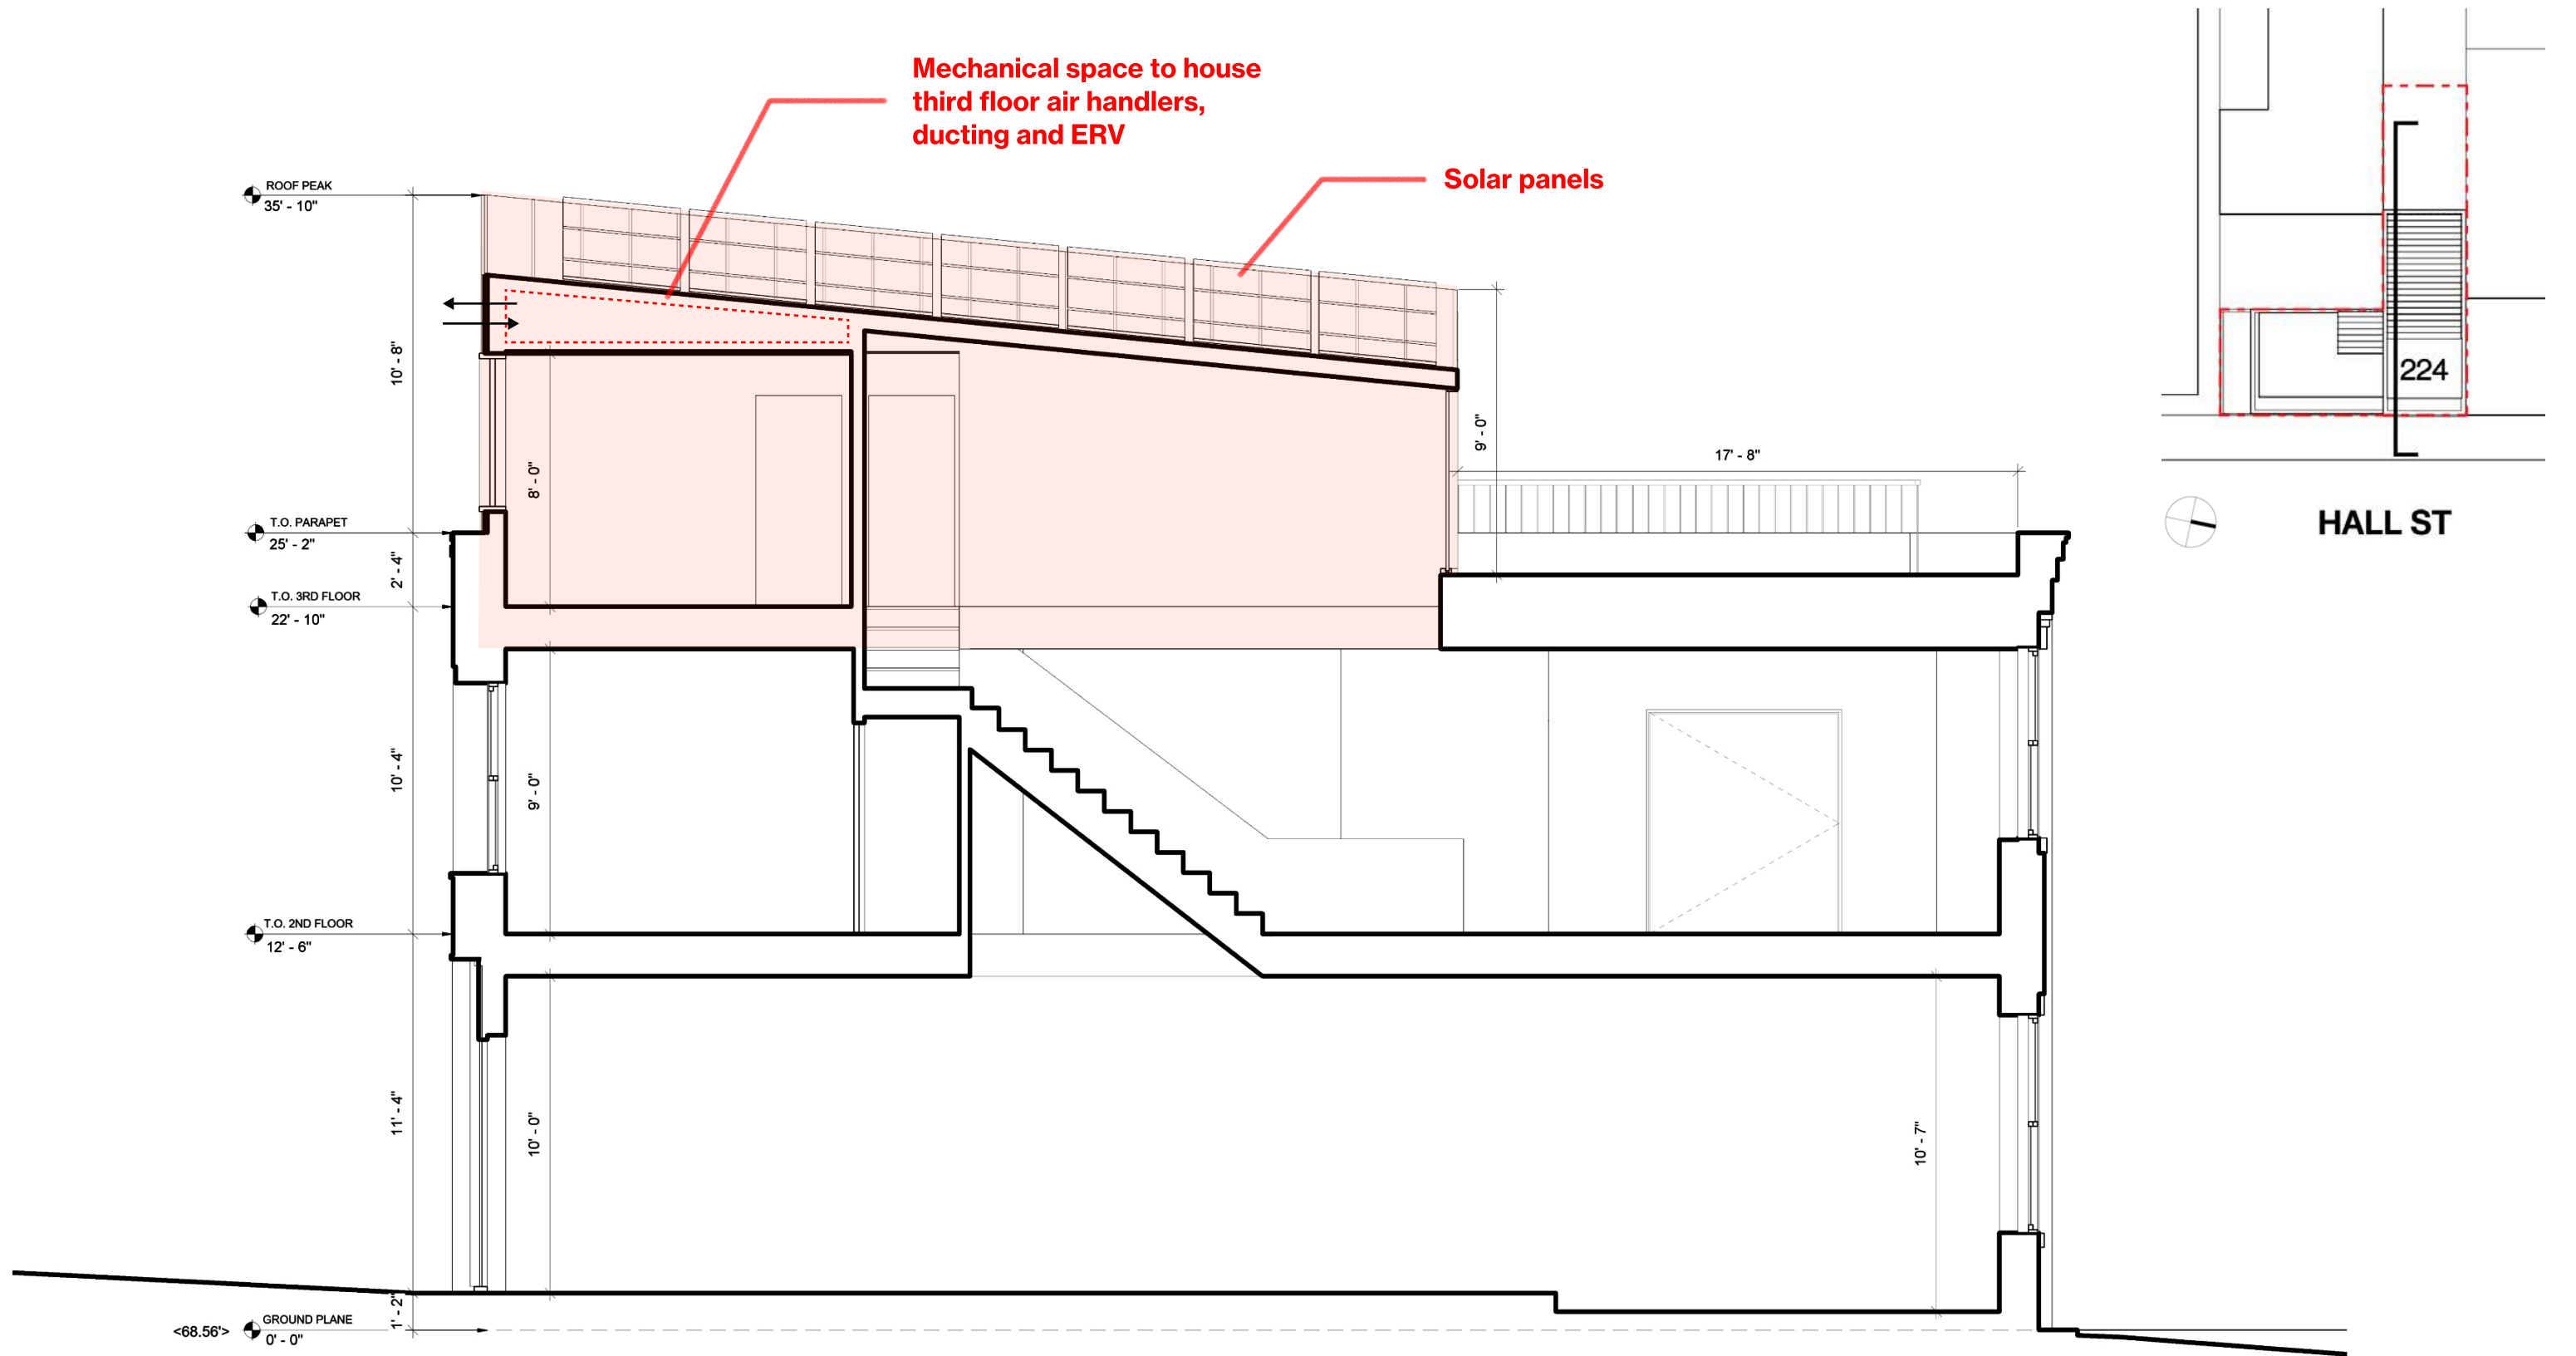 Mechanical space to house
third floor air handlers,
ducting and ERV
Solar panels
ROOF PEAK
35' - 10"
10' - 8"
8' - 0"
9' - 0"
17' - 8"
224
HALL ST
T.O. PARAPET
25' - 2"
2' - 4"
T.O. 3RD FLOOR
22' - 10"
10' - 4"
9' - 0"
T.O. 2ND FLOOR
12' - 6"
11' - 4"
10' - 0"
10' - 7"
1' - 2"
<68.56'>
GROUND PLANE
0' - 0"